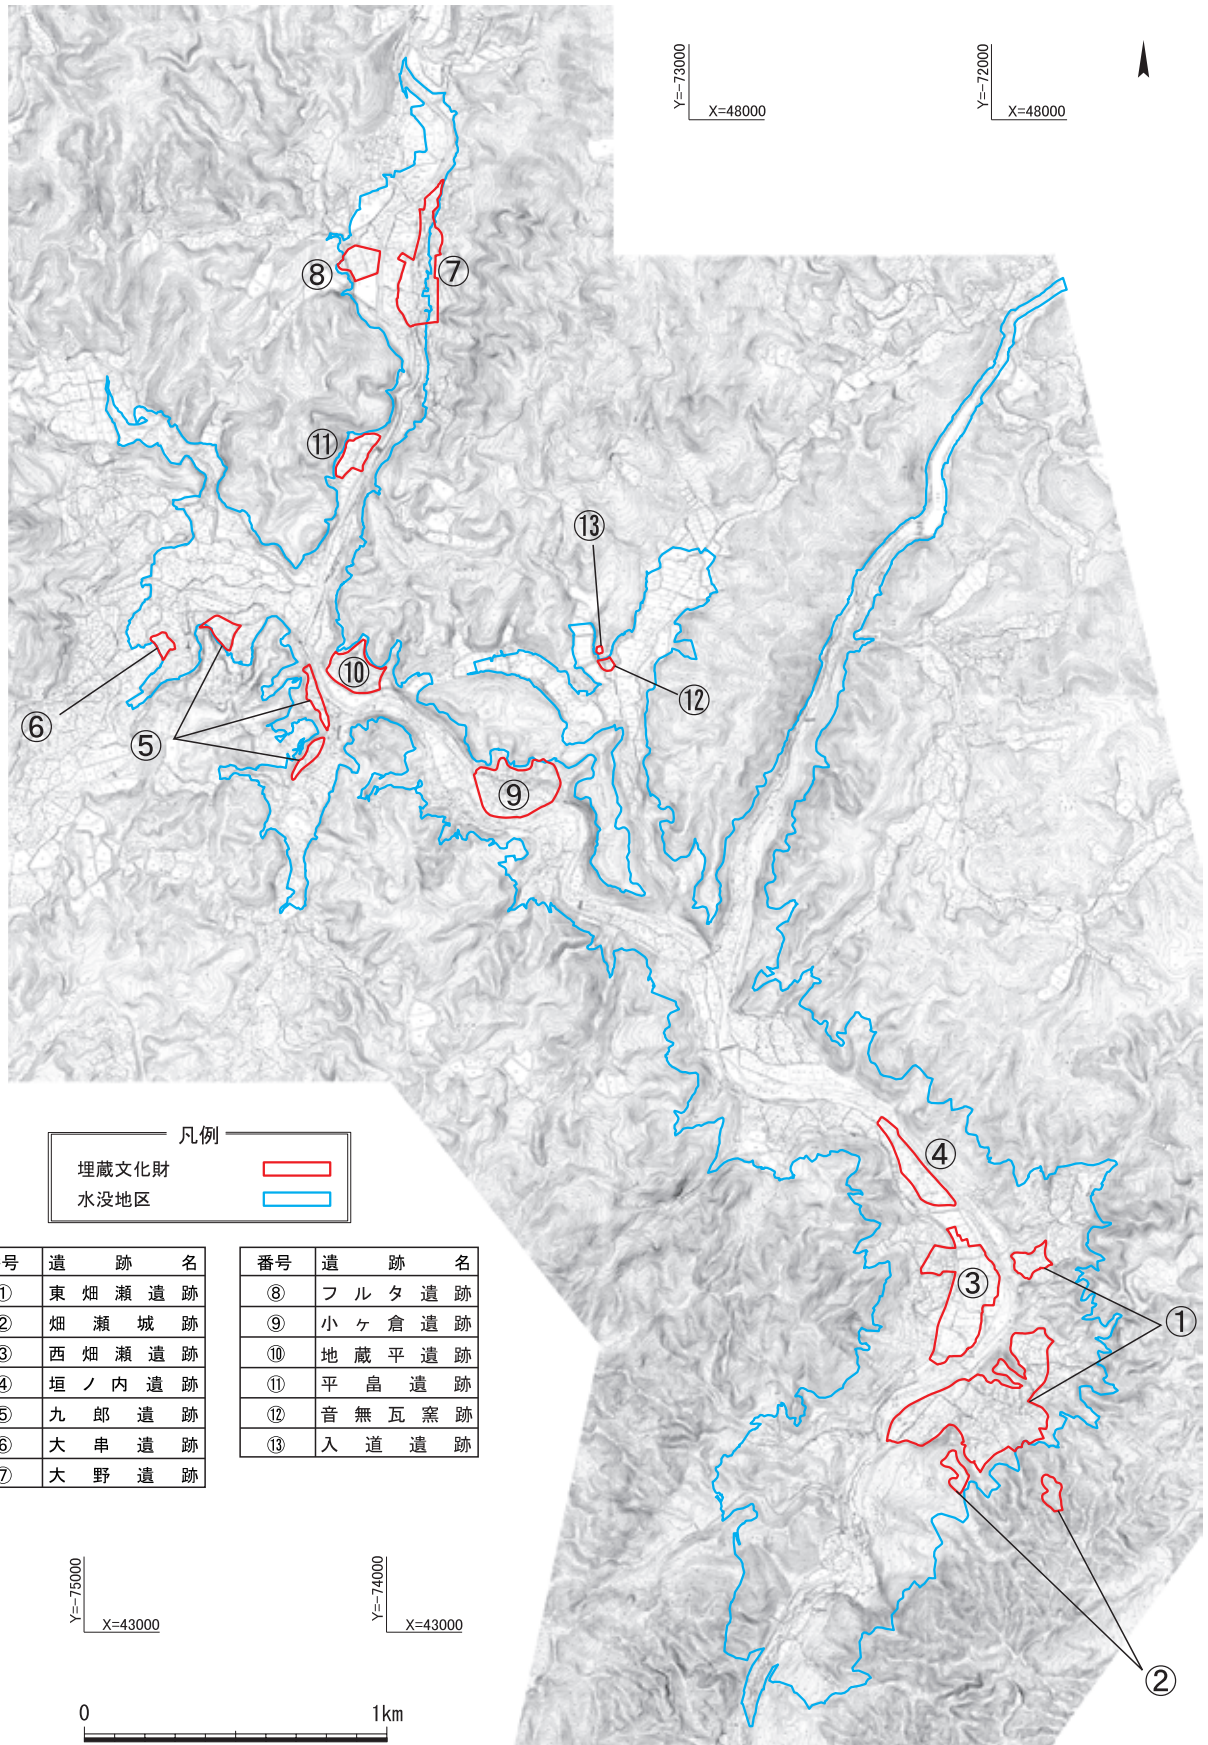 Y=-73000
X=48000
Y=-72000
X=48000
⑧
⑦
⑪
⑬
⑩
⑫
⑥
⑤
⑨
④
③
①
②
凡例
埋蔵文化財
水没地区
号 遺跡名
① 東畑瀬遺跡
② 畑瀬城跡
③ 西畑瀬遺跡
④ 垣ノ内遺跡
⑤ 九郎遺跡
⑥ 大串遺跡
⑦ 大野遺跡
番号 遺跡名
⑧ フルタ遺跡
⑨ 小ヶ倉遺跡
⑩ 地蔵平遺跡
⑪ 平畠遺跡
⑫ 音無瓦窯跡
⑬ 入道遺跡
Y=-75000
X=43000
Y=-74000
X=43000
0 1km